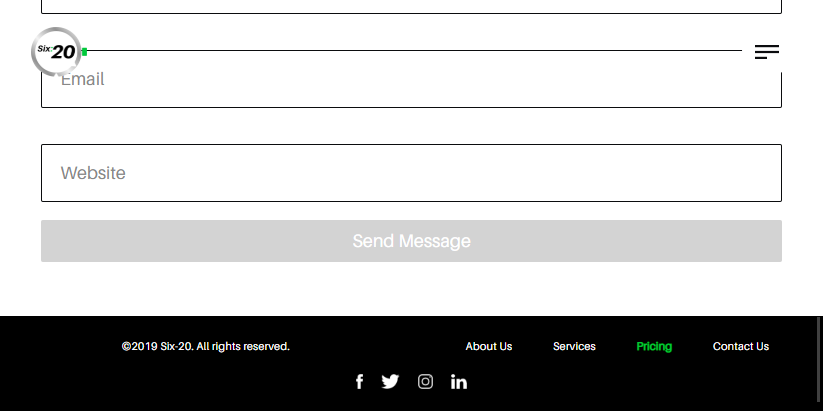 Six-20
Email
Website
Send Message
©2019 Six-20. All rights reserved.
About Us
Services
Pricing
Contact Us